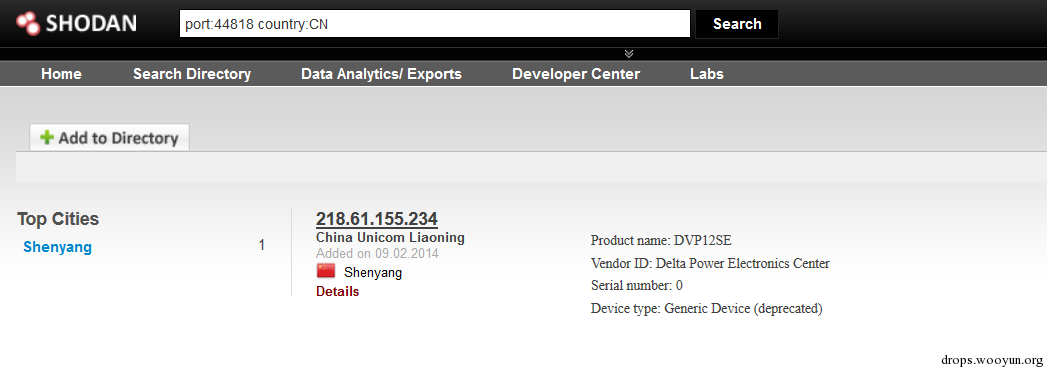 SHODAN
port:44818 country:CN
Search
Home Search Directory Data Analytics/ Exports Developer Center Labs
Add to Directory
Top Cities
Shenyang 1
218.61.155.234
China Unicom Liaoning
Added on 09.02.2014
Shenyang
Details
Product name: DVP12SE
Vendor ID: Delta Power Electronics Center
Serial number: 0
Device type: Generic Device (deprecated)
drops.wooyun.org